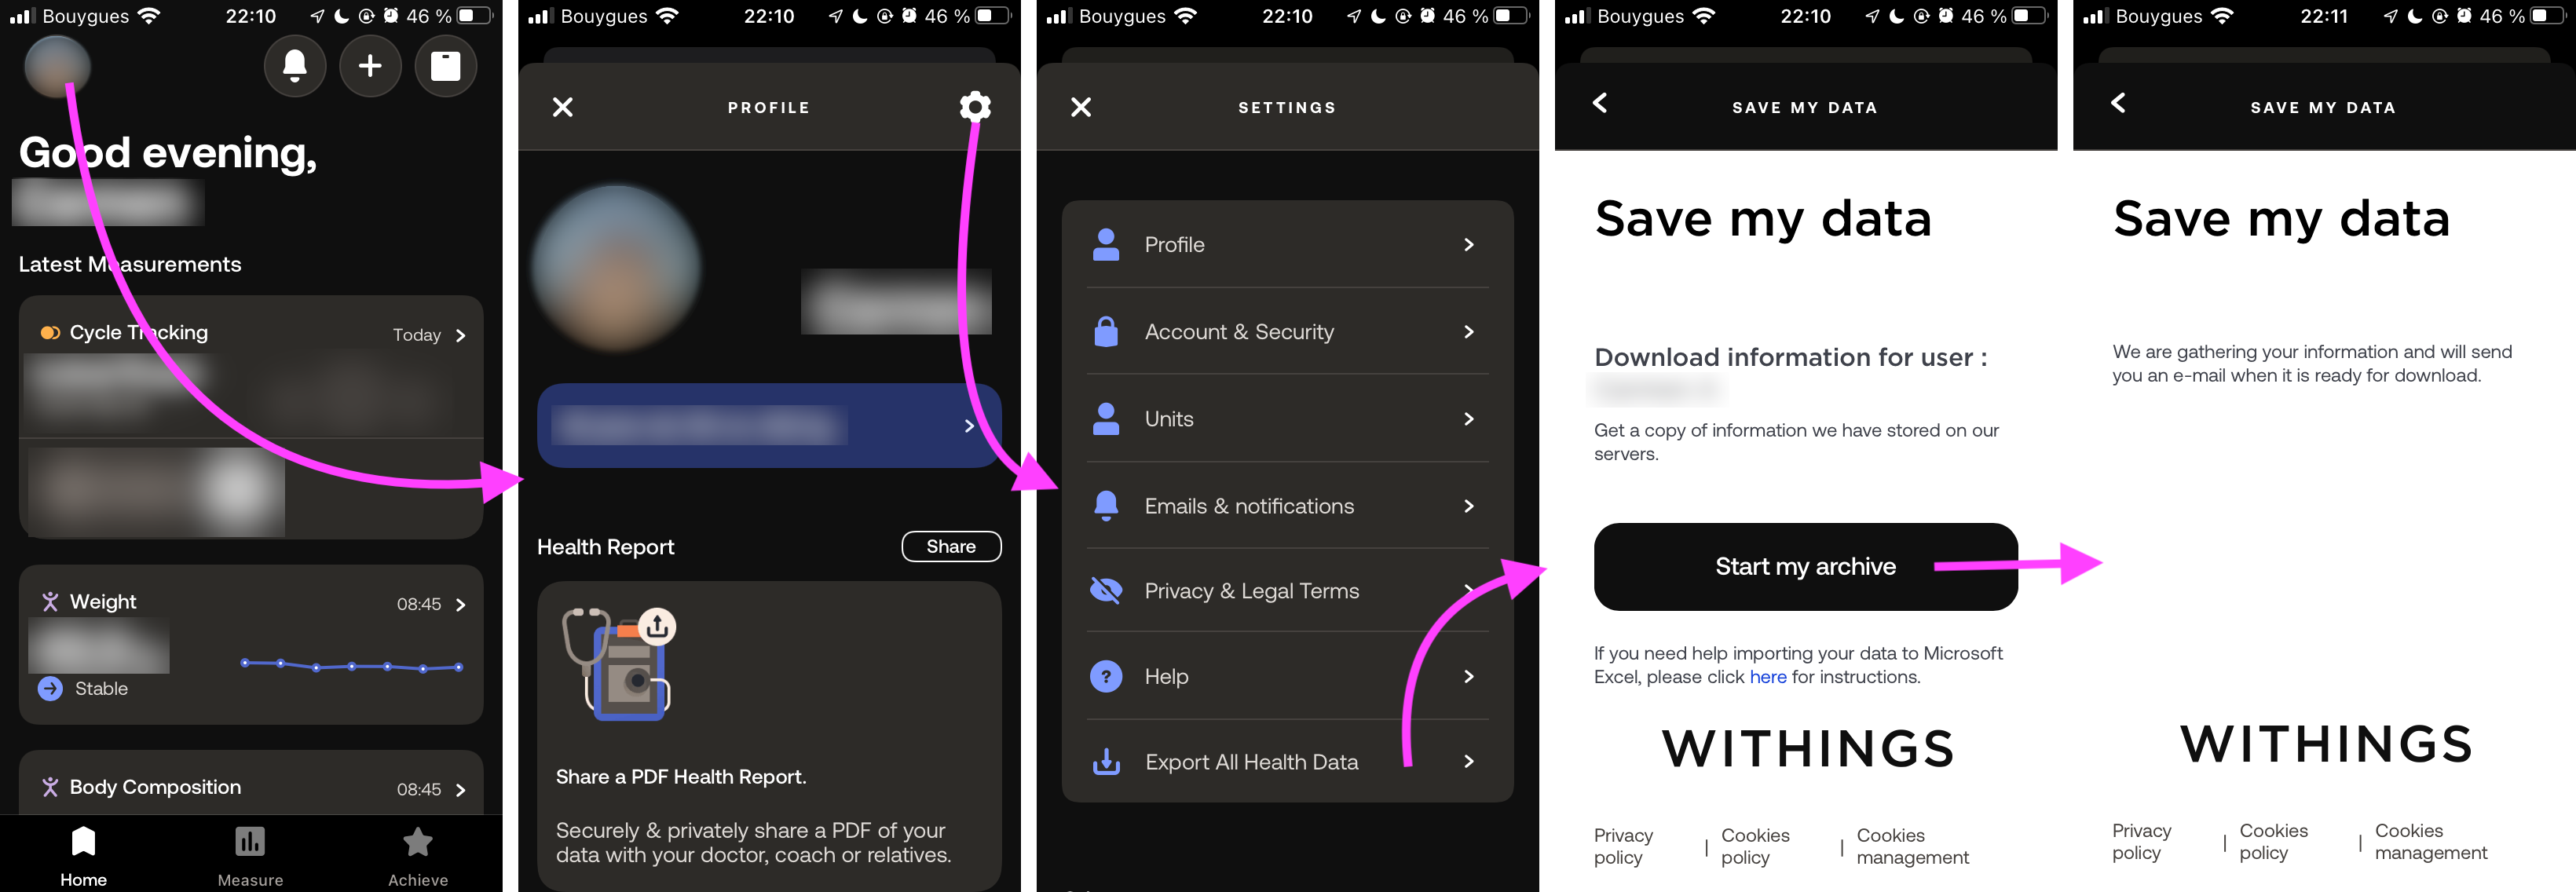 Bouygues 22:10 46 %
Good evening,
Latest Measurements
Cycle Tracking Today
Weight 08:45
Stable
Body Composition 08:45
Home Measure Achieve
Bouygues 22:10 46 %
PROFILE
Health Report Share
Share a PDF Health Report.
Securely & privately share a PDF of your
data with your doctor, coach or relatives.
Bouygues 22:10 46 %
SETTINGS
Profile
Account & Security
Units
Emails & notifications
Privacy & Legal Terms
Help
Export All Health Data
Bouygues 22:10 46 %
SAVE MY DATA
Save my data
Download information for user :
Get a copy of information we have stored on our
servers.
Start my archive
If you need help importing your data to Microsoft
Excel, please click here for instructions.
WITHINGS
Privacy policy | Cookies policy | Cookies management
Bouygues 22:11 46 %
SAVE MY DATA
Save my data
We are gathering your information and will send
you an e-mail when it is ready for download.
WITHINGS
Privacy policy | Cookies policy | Cookies management